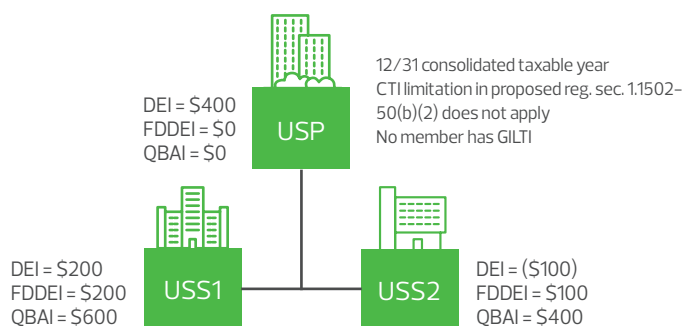 12/31 consolidated taxable year
CTI limitation in proposed reg. sec. 1.1502-
50(b)(2) does not apply
No member has GILTI
DEI = $400
FDDEI = $0
QBAI = $0
USP
DEI = $200
FDDEI = $200
QBAI = $600
USS1
USS2
DEI = ($100)
FDDEI = $100
QBAI = $400